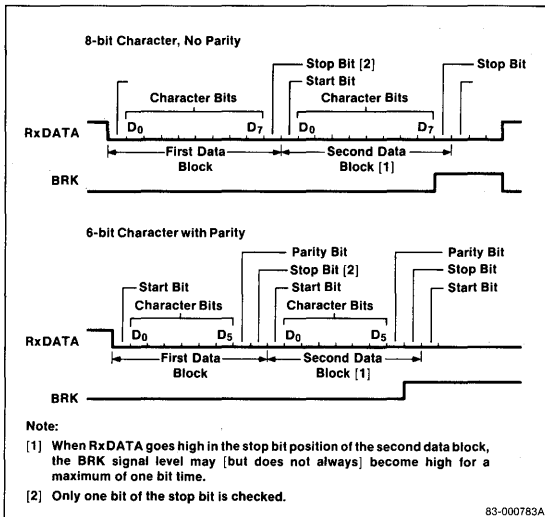 8-bit Character, No Parity
Stop Bit [2]
Stop Bit
Start Bit
Character Bits
Character Bits
D0
D7
D0
D7
RxDATA
First Data
Block
Second Data
Block [1]
BRK
6-bit Character with Parity
Parity Bit
Parity Bit
Stop Bit [2]
Stop Bit
Start Bit
Start Bit
Start Bit
Character Bits
Character Bits
D0
D5
D0
D5
RxDATA
First Data
Block
Second Data
Block [1]
BRK
Note:
[1] When RxDATA goes high in the stop bit position of the second data block,
the BRK signal level may [but does not always] become high for a
maximum of one bit time.
[2] Only one bit of the stop bit is checked.
83-000783A